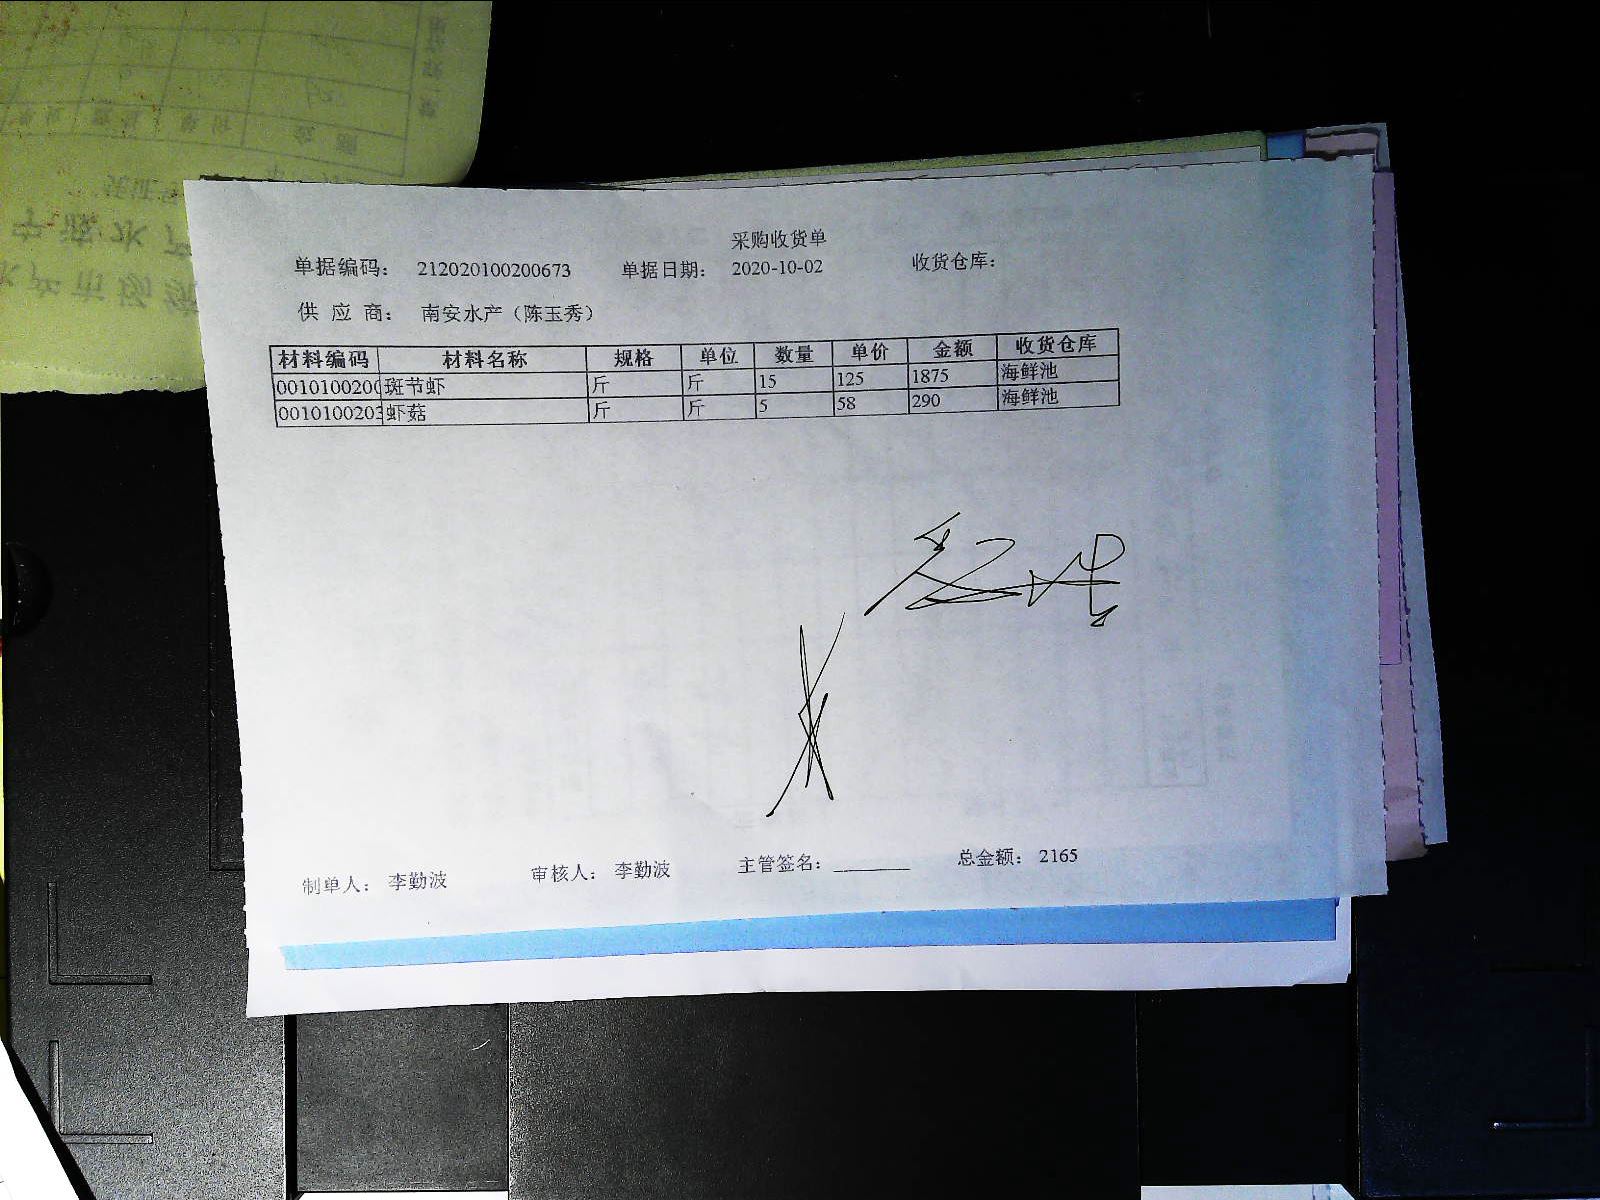 采购收货单
单据编码： 212020100200673 单据日期： 2020-10-02 收货仓库：
供 应 商： 南安水产（陈玉秀）
材料编码 材料名称 规格 单位 数量 单价 金额 收货仓库
0010100200 斑节虾 斤 斤 15 125 1875 海鲜池
0010100203 虾菇 斤 斤 5 58 290 海鲜池
制单人： 李勤波 审核人： 李勤波 主管签名：________ 总金额： 2165